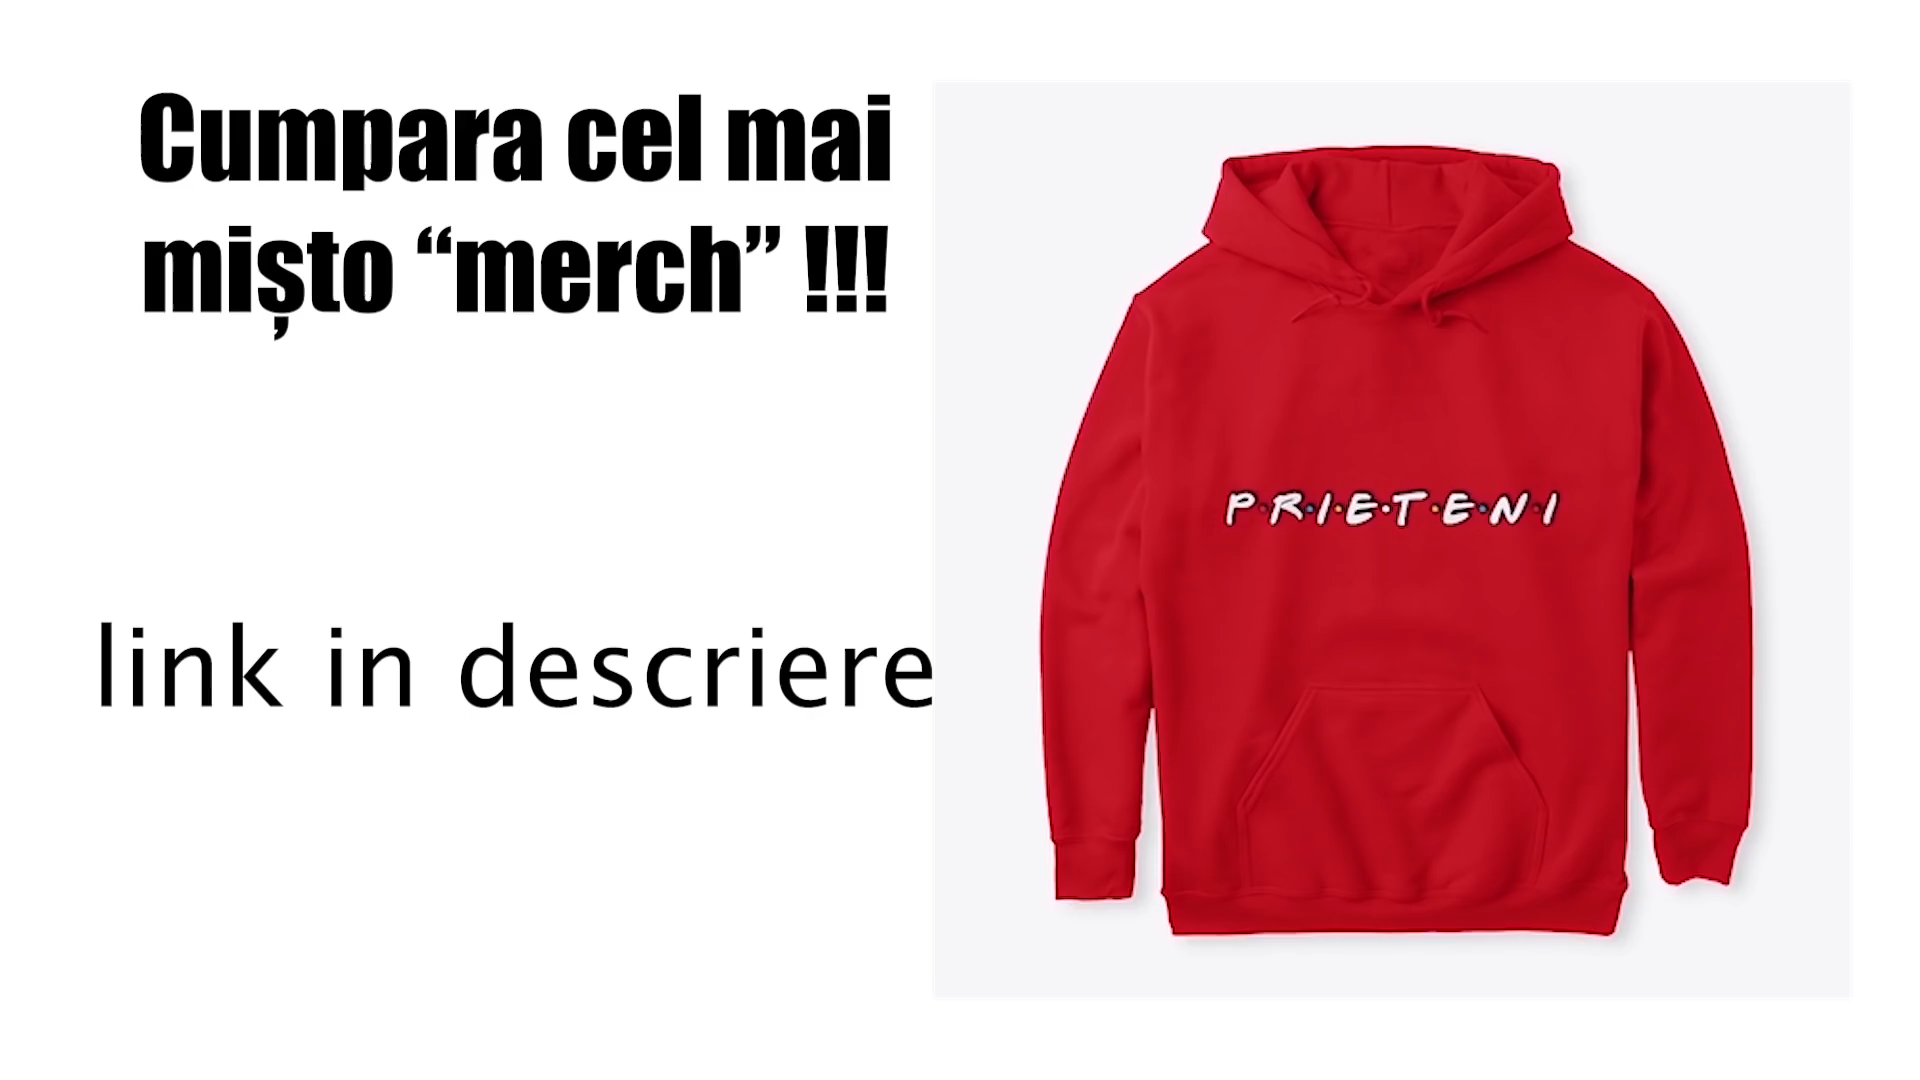 Cumpara cel mai
mișto “merch” !!!
link in descriere
P·R·I·E·T·E·N·I